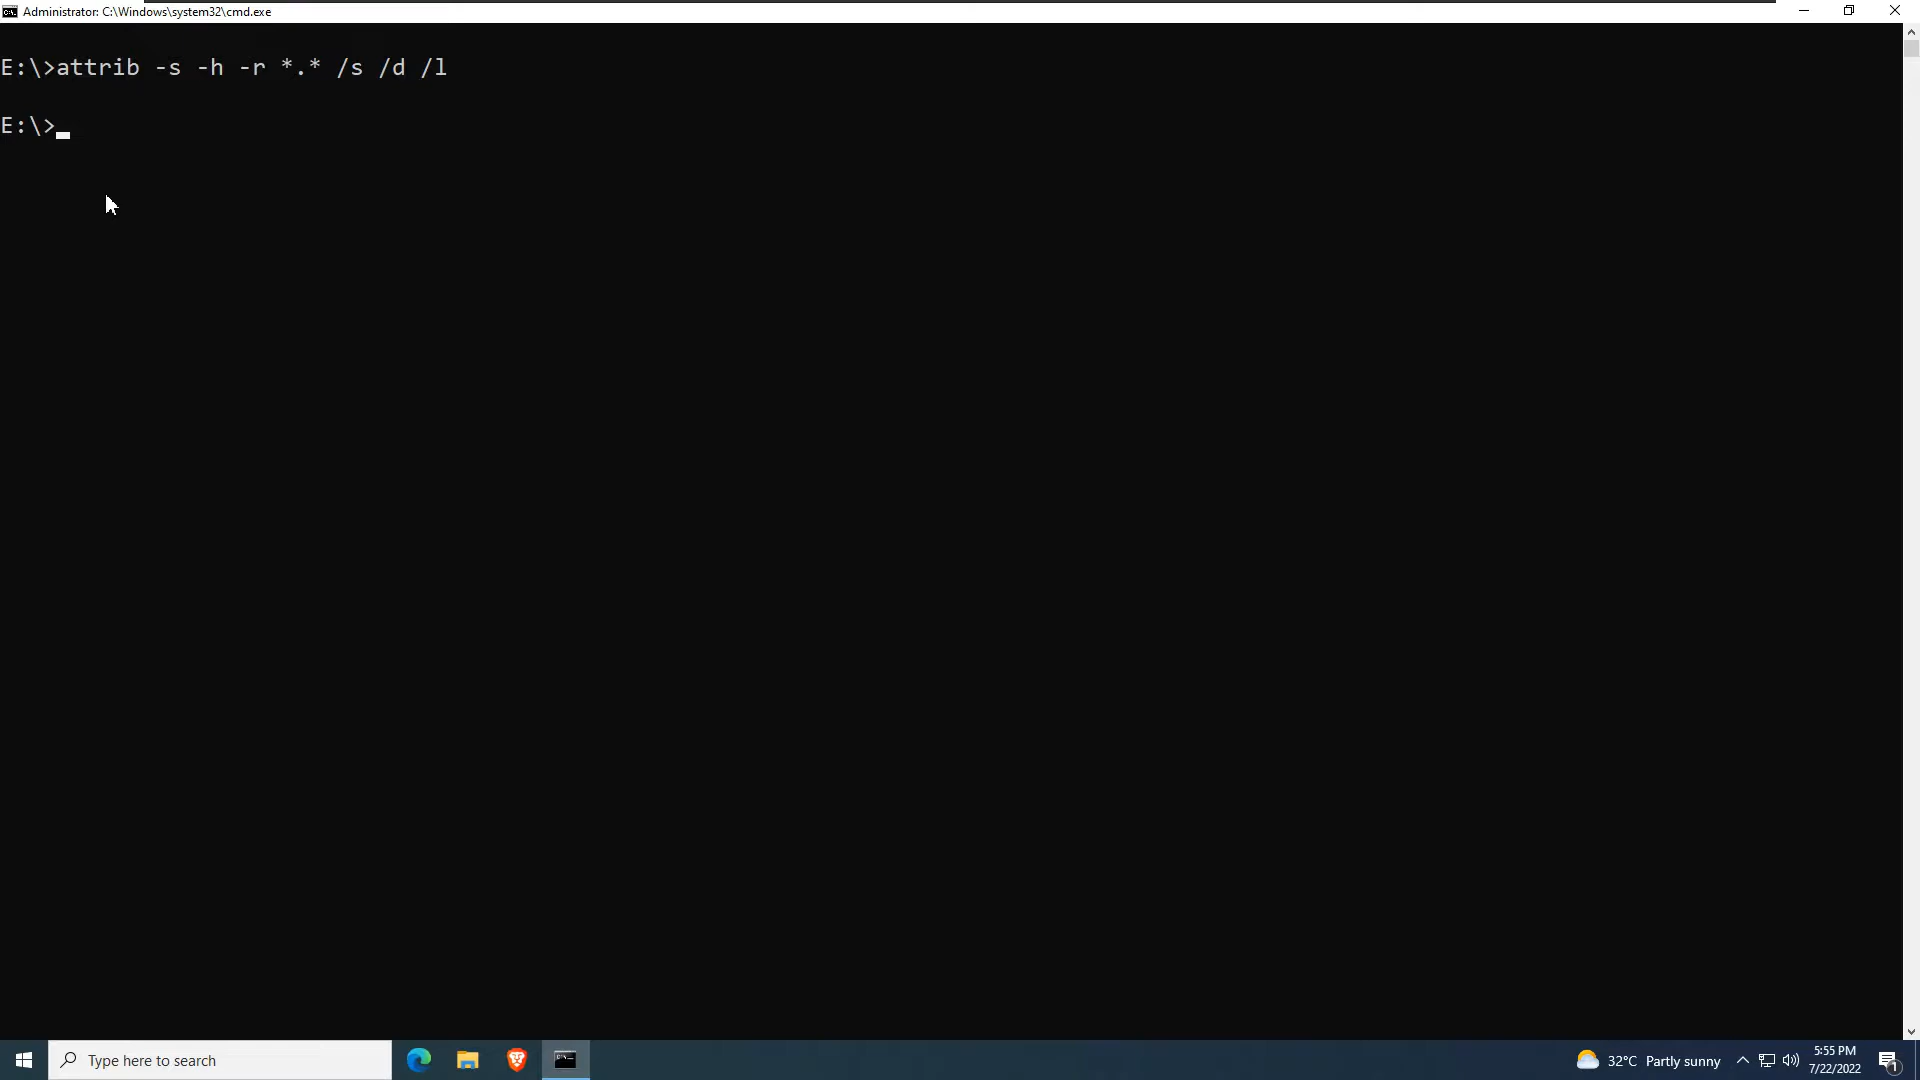 Administrator: C:\Windows\system32\cmd.exe
E:\>attrib -s -h -r *.* /s /d /l
E:\>
Type here to search
32°C Partly sunny
5:55 PM
7/22/2022
1